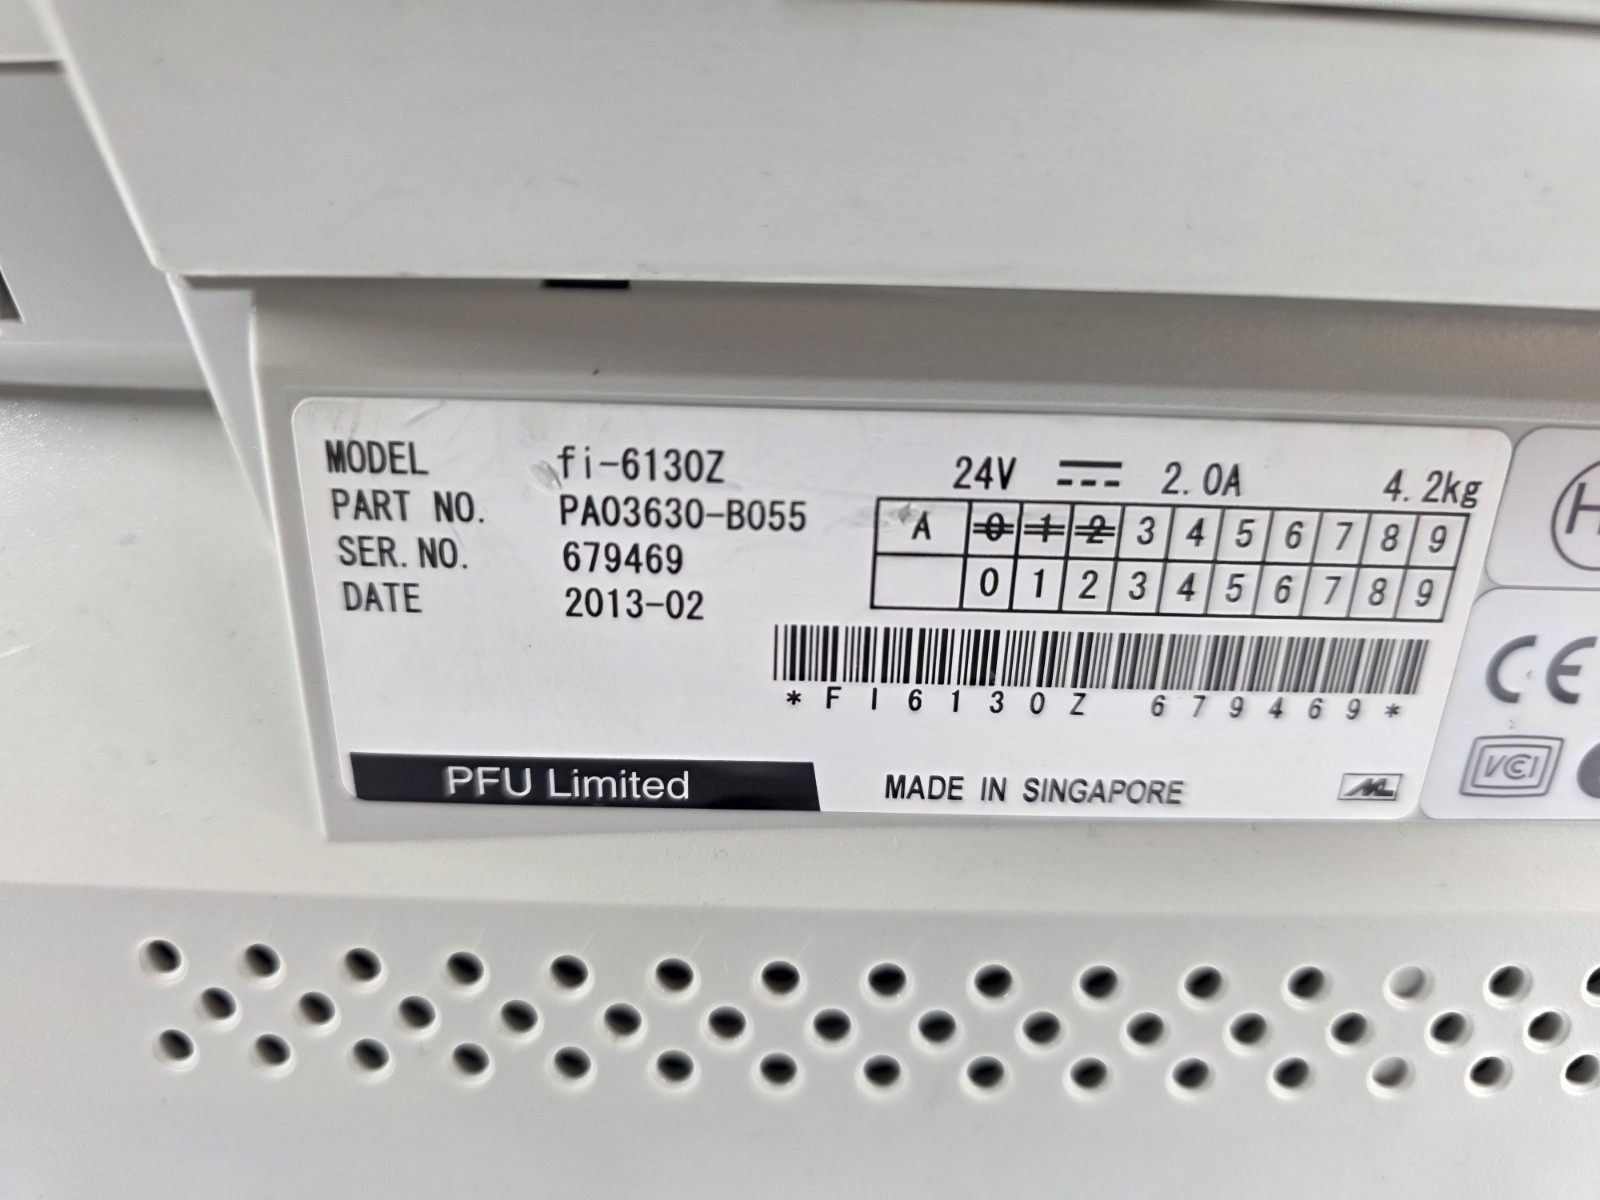 MODEL fi-6130Z
PART NO. PA03630-B055
SER. NO. 679469
DATE 2013-02
24V ⎓ 2.0A 4.2kg
A 0 1 2 3 4 5 6 7 8 9
0 1 2 3 4 5 6 7 8 9
*FI6130Z 679469*
PFU Limited
MADE IN SINGAPORE
H
CE
VCI